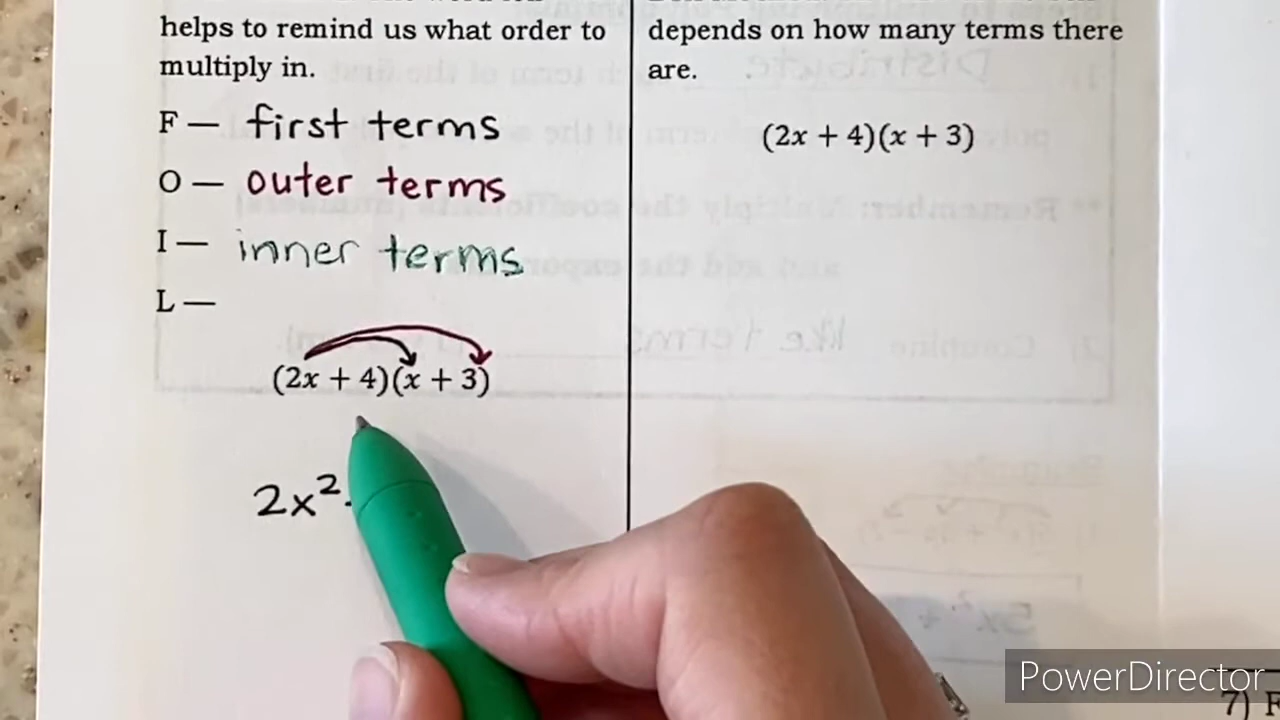 helps to remind us what order to
multiply in.
F — first terms
O — outer terms
I — inner terms
L —
(2x + 4)(x + 3)
2x²
depends on how many terms there
are.
(2x + 4)(x + 3)
PowerDirector
7)